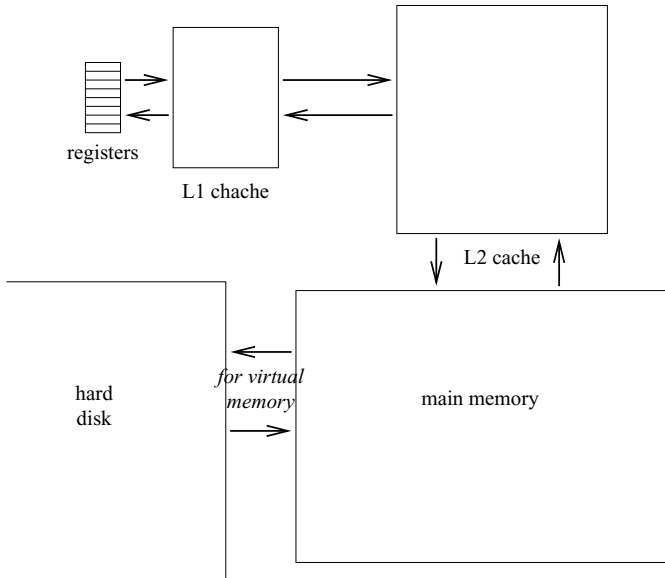 registers
L1 chache
L2 cache
for virtual
memory
hard
disk
main memory